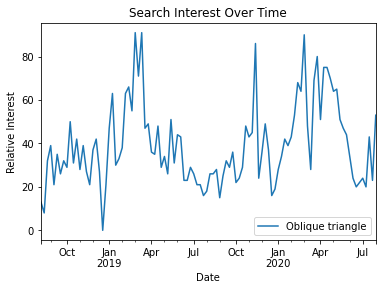 Search Interest Over Time
Relative Interest
80
60
40
20
0
Oct
Jan
2019
Apr
Jul
Oct
Jan
2020
Apr
Jul
Date
Oblique triangle